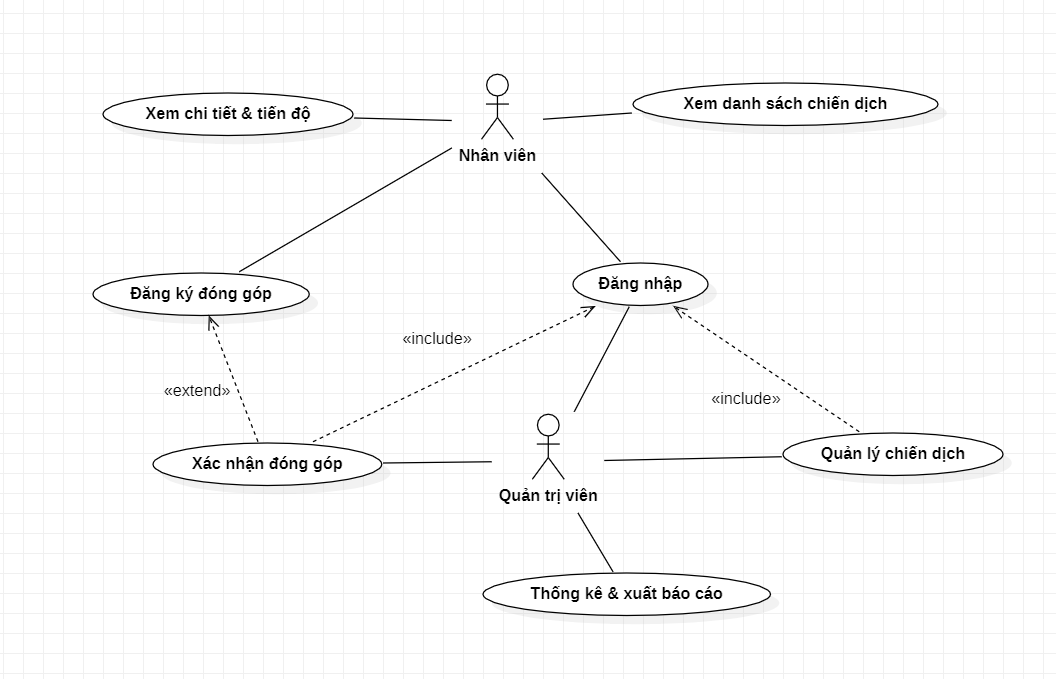 Xem chi tiết & tiến độ
Xem danh sách chiến dịch
Nhân viên
Đăng ký đóng góp
Đăng nhập
«include»
«extend»
«include»
Xác nhận đóng góp
Quản lý chiến dịch
Quản trị viên
Thống kê & xuất báo cáo